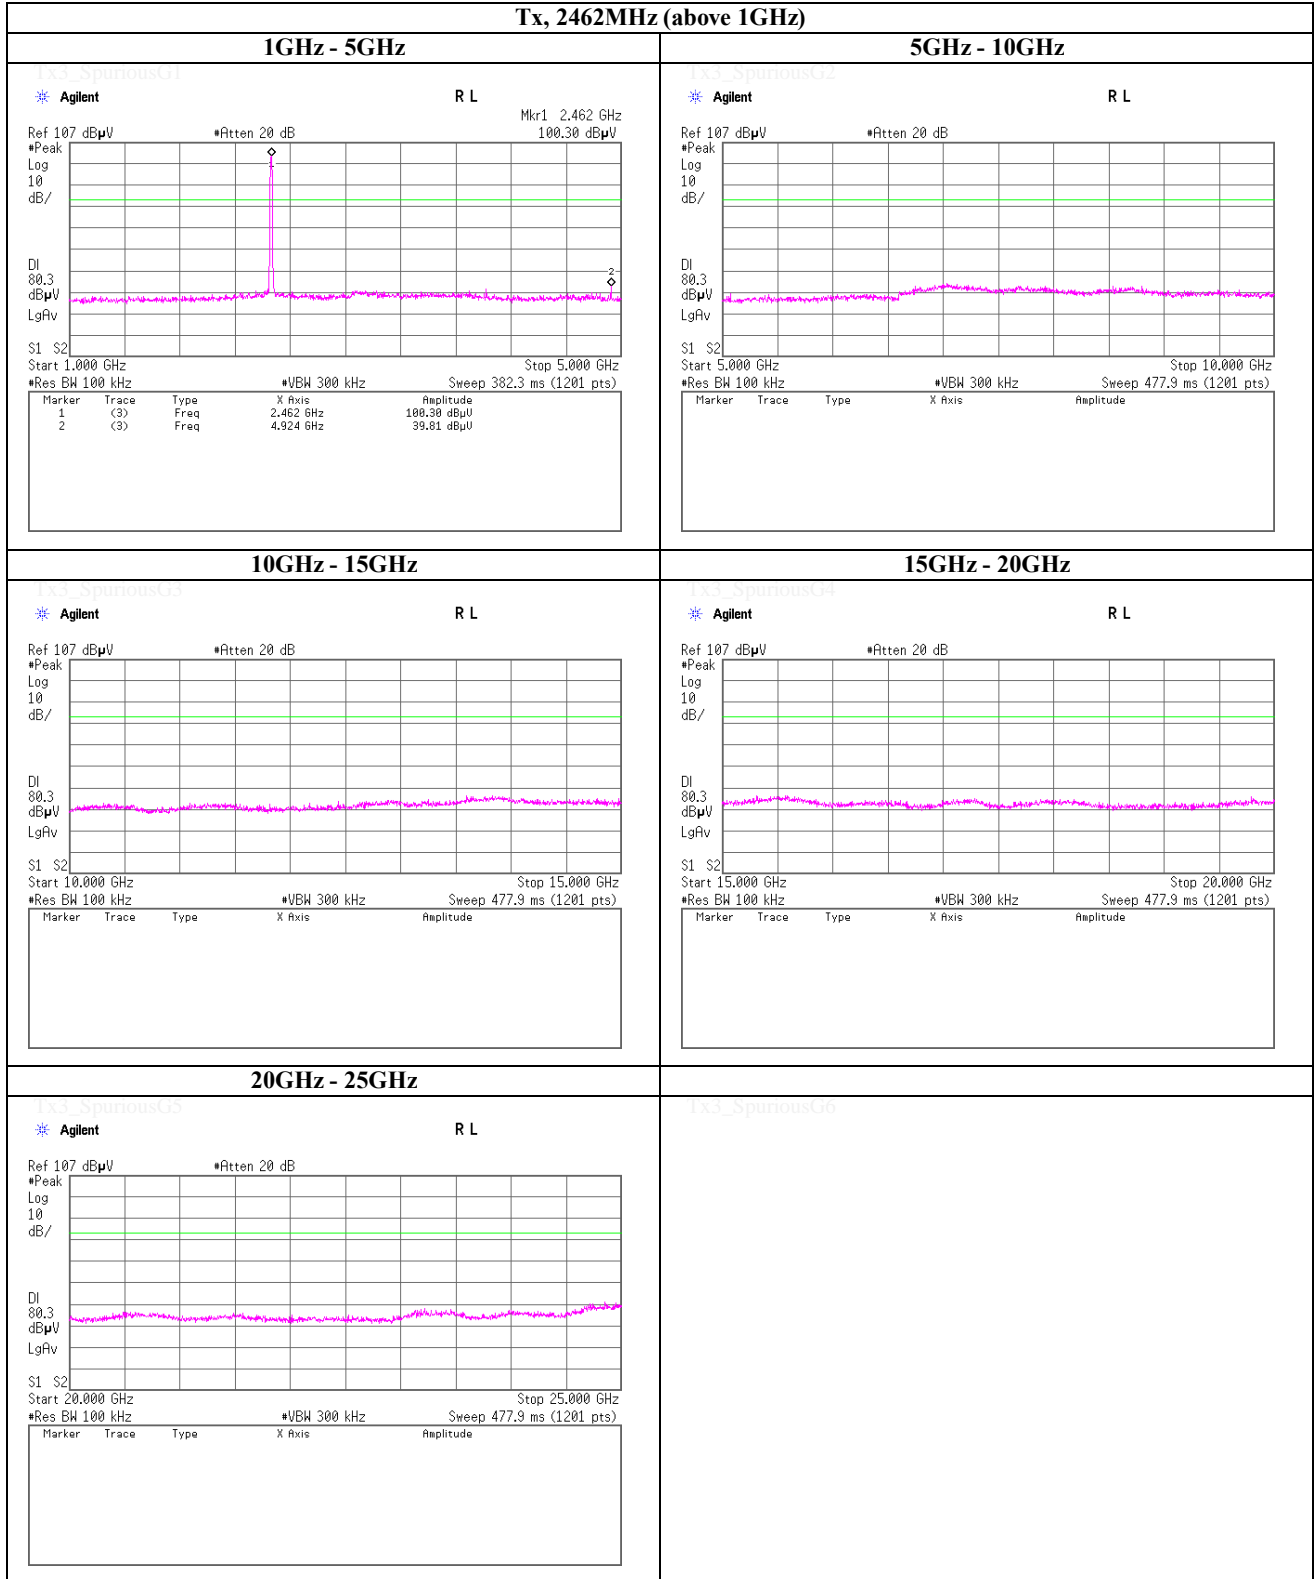 Tx, 2462MHz (above 1GHz)
1GHz - 5GHz
5GHz - 10GHz
Tx3_SpuriousG1
Agilent R L
Mkr1 2.462 GHz
Ref 107 dBµV #Atten 20 dB 100.30 dBµV
#Peak
Log
10
dB/
1
DI
80.3
dBµV
LgAv
2
S1 S2
Start 1.000 GHz Stop 5.000 GHz
#Res BW 100 kHz #VBW 300 kHz Sweep 382.3 ms (1201 pts)
Marker Trace Type X Axis Amplitude
1 (3) Freq 2.462 GHz 100.30 dBµV
2 (3) Freq 4.924 GHz 39.81 dBµV
Tx3_SpuriousG2
Agilent R L
Ref 107 dBµV #Atten 20 dB
#Peak
Log
10
dB/
DI
80.3
dBµV
LgAv
S1 S2
Start 5.000 GHz Stop 10.000 GHz
#Res BW 100 kHz #VBW 300 kHz Sweep 477.9 ms (1201 pts)
Marker Trace Type X Axis Amplitude
10GHz - 15GHz
15GHz - 20GHz
Tx3_SpuriousG3
Agilent R L
Ref 107 dBµV #Atten 20 dB
#Peak
Log
10
dB/
DI
80.3
dBµV
LgAv
S1 S2
Start 10.000 GHz Stop 15.000 GHz
#Res BW 100 kHz #VBW 300 kHz Sweep 477.9 ms (1201 pts)
Marker Trace Type X Axis Amplitude
Tx3_SpuriousG4
Agilent R L
Ref 107 dBµV #Atten 20 dB
#Peak
Log
10
dB/
DI
80.3
dBµV
LgAv
S1 S2
Start 15.000 GHz Stop 20.000 GHz
#Res BW 100 kHz #VBW 300 kHz Sweep 477.9 ms (1201 pts)
Marker Trace Type X Axis Amplitude
20GHz - 25GHz
Tx3_SpuriousG5
Agilent R L
Ref 107 dBµV #Atten 20 dB
#Peak
Log
10
dB/
DI
80.3
dBµV
LgAv
S1 S2
Start 20.000 GHz Stop 25.000 GHz
#Res BW 100 kHz #VBW 300 kHz Sweep 477.9 ms (1201 pts)
Marker Trace Type X Axis Amplitude
Tx3_SpuriousG6